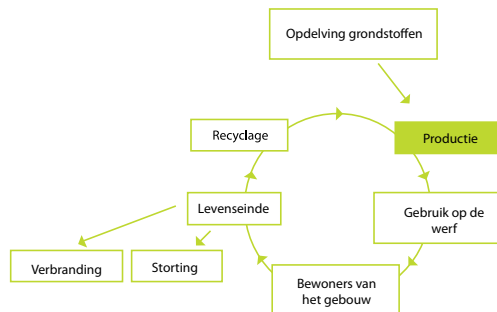 Opdelving grondstoffen
Recyclage
Productie
Levenseinde
Gebruik op de
werf
Verbranding
Storting
Bewoners van
het gebouw